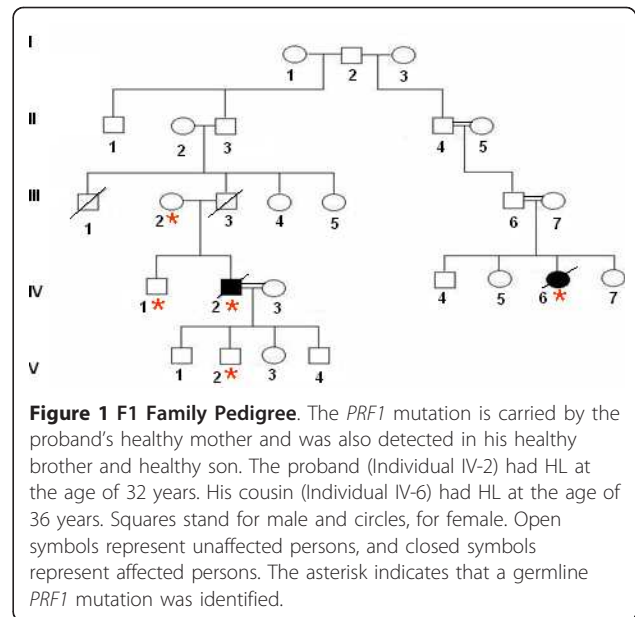 I
1 2 3
II
1 2 3 4 5
III
1 2* 3 4 5 6 7
IV
1* 2* 3 4 5 6* 7
V
1 2* 3 4
Figure 1 F1 Family Pedigree. The PRF1 mutation is carried by the
proband's healthy mother and was also detected in his healthy
brother and healthy son. The proband (Individual IV-2) had HL at
the age of 32 years. His cousin (Individual IV-6) had HL at the age of
36 years. Squares stand for male and circles, for female. Open
symbols represent unaffected persons, and closed symbols
represent affected persons. The asterisk indicates that a germline
PRF1 mutation was identified.